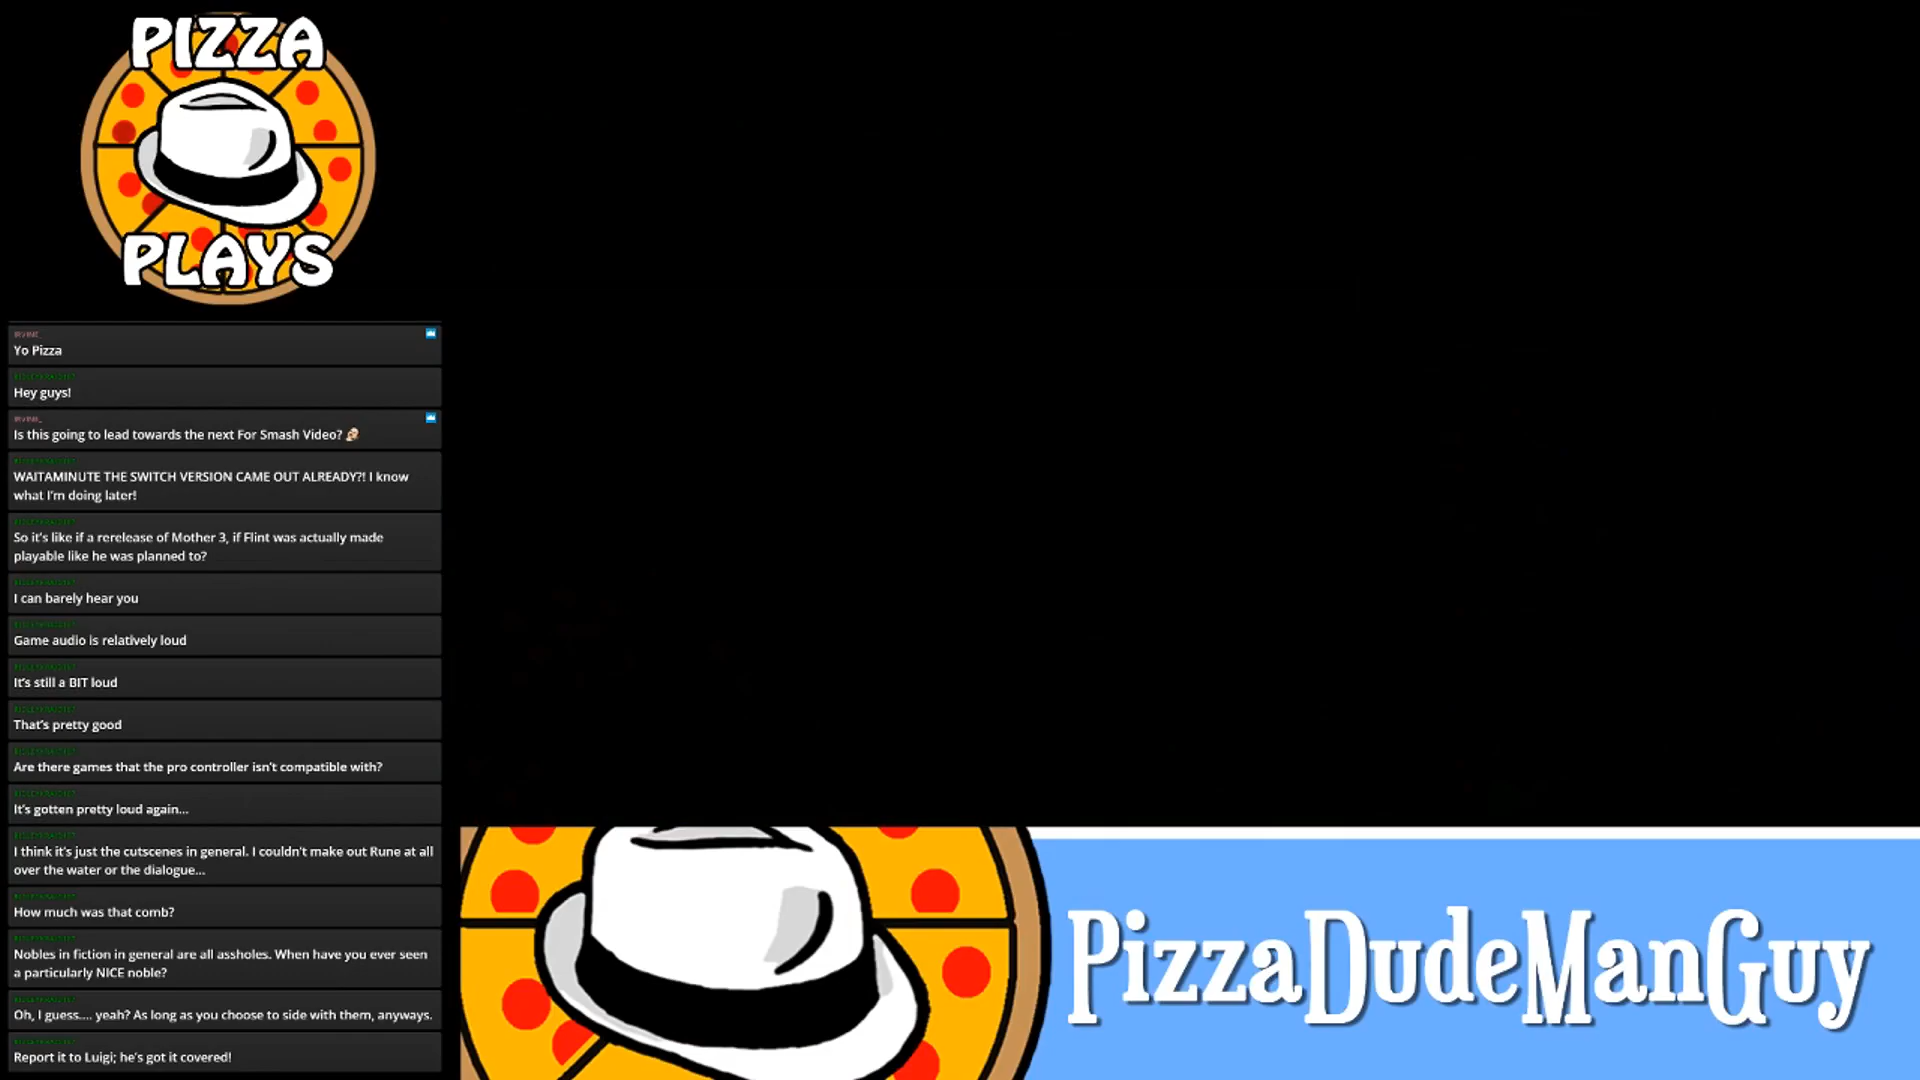 PIZZA
PLAYS
Yo Pizza
Hey guys!
Is this going to lead towards the next For Smash Video?
WAITAMINUTE THE SWITCH VERSION CAME OUT ALREADY?! I know
what I'm doing later!
So it's like if a rerelease of Mother 3, if Flint was actually made
playable like he was planned to?
I can barely hear you
Game audio is relatively loud
It's still a BIT loud
That's pretty good
Are there games that the pro controller isn't compatible with?
It's gotten pretty loud again...
I think it's just the cutscenes in general. I couldn't make out Rune at all
over the water or the dialogue...
How much was that comb?
Nobles in fiction in general are all assholes. When have you ever seen
a particularly NICE noble?
Oh, I guess.... yeah? As long as you choose to side with them, anyways.
Report it to Luigi; he's got it covered!
PizzaDudeManGuy